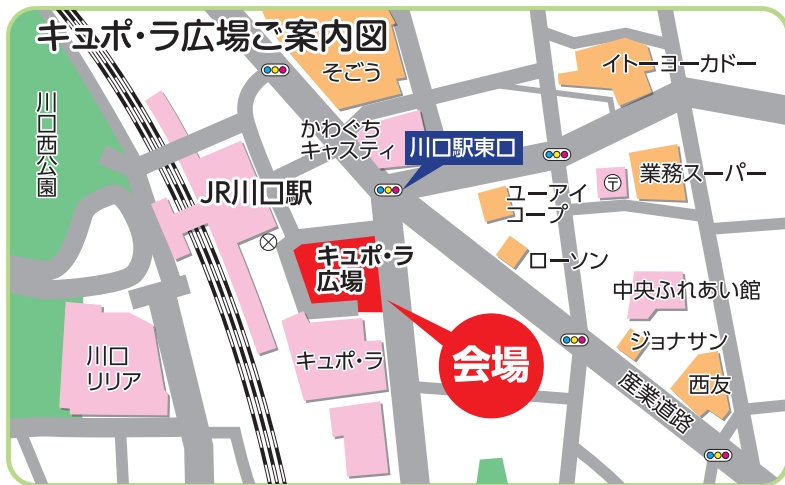 キュポ・ラ広場ご案内図
そごう
イトーヨーカドー
川口西公園
かわぐち
キャスティ
川口駅東口
業務スーパー
〒
JR川口駅
ユーアイ
コープ
キュポ・ラ
広場
ローソン
中央ふれあい館
川口
リリア
キュポ・ラ
会場
ジョナサン
西友
産業道路